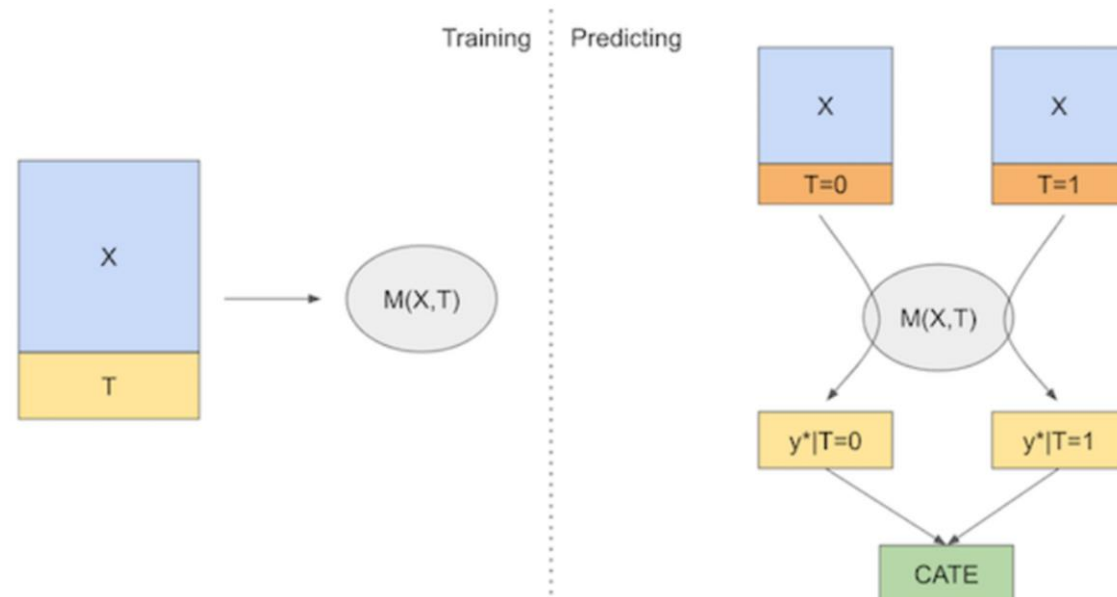 Training
Predicting
X
T
M(X,T)
X
T=0
X
T=1
M(X,T)
y*|T=0
y*|T=1
CATE